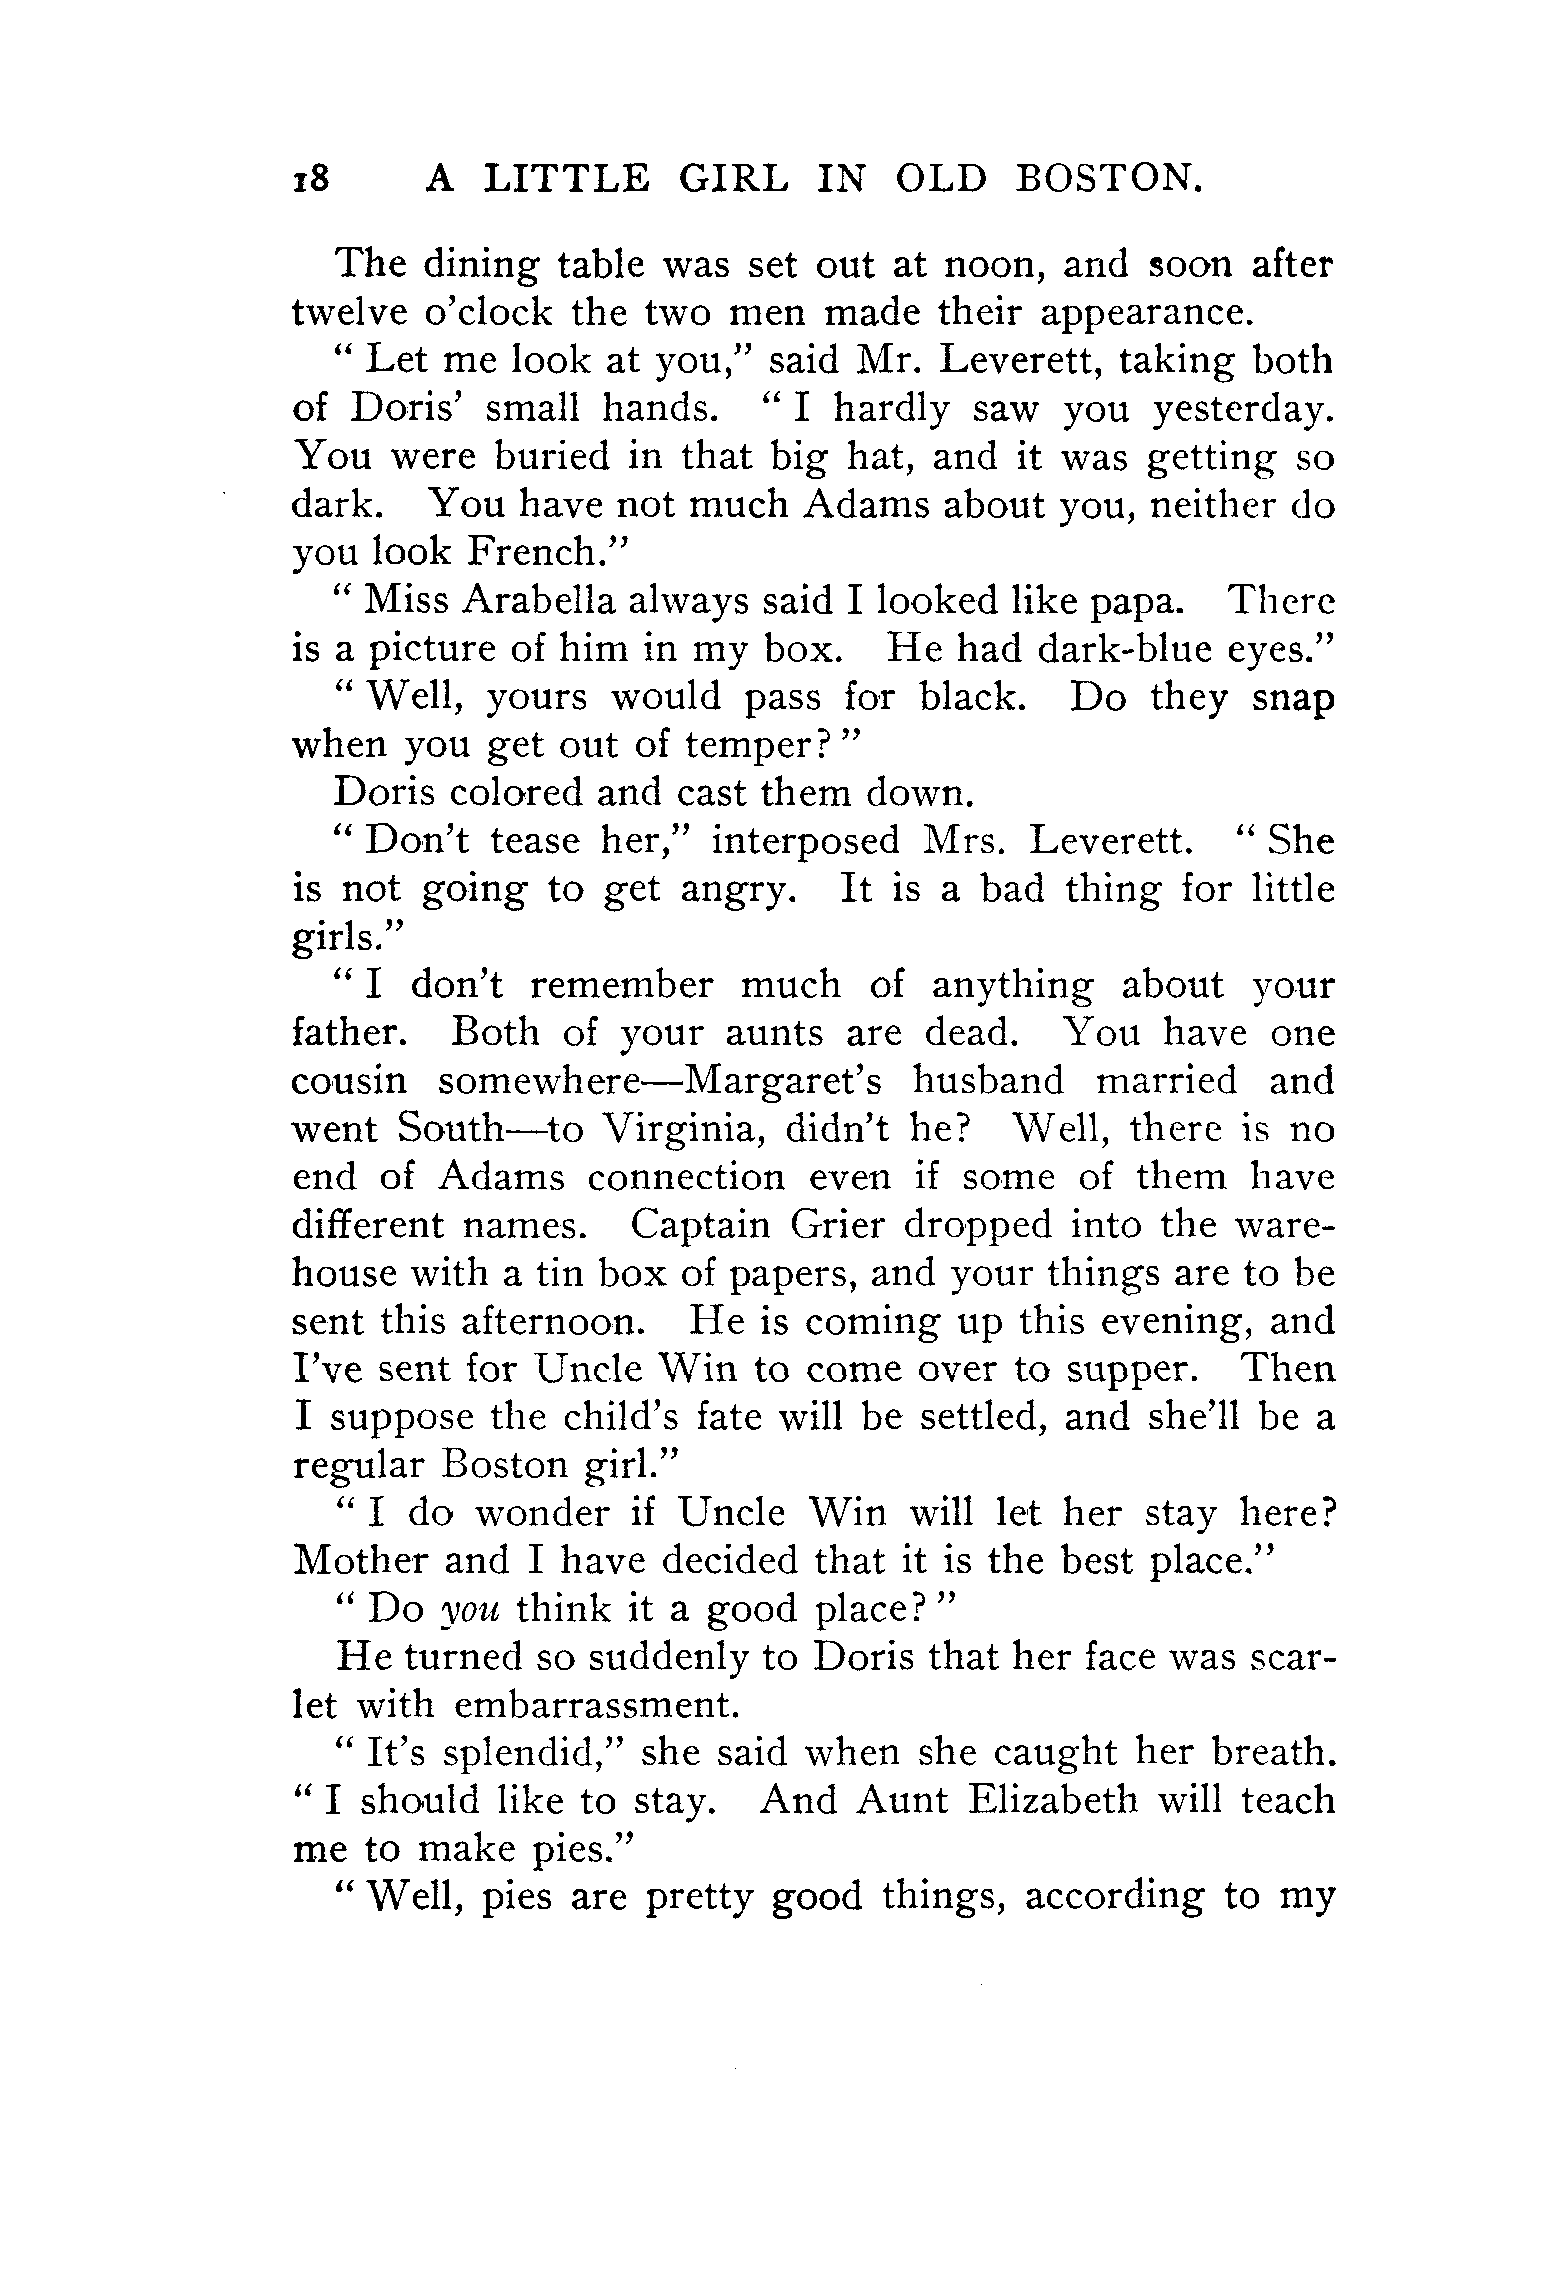 18 A LITTLE GIRL IN OLD BOSTON.
The dining table was set out at noon, and soon after
twelve o'clock the two men made their appearance.
" Let me look at you," said Mr. Leverett, taking both
of Doris' small hands. " I hardly saw you yesterday.
You were buried in that big hat, and it was getting so
dark. You have not much Adams about you, neither do
you look French."
" Miss Arabella always said I looked like papa. There
is a picture of him in my box. He had dark-blue eyes."
" Well, yours would pass for black. Do they snap
when you get out of temper? "
Doris colored and cast them down.
" Don't tease her," interposed Mrs. Leverett. " She
is not going to get angry. It is a bad thing for little
girls."
" I don't remember much of anything about your
father. Both of your aunts are dead. You have one
cousin somewhere—Margaret's husband married and
went South—to Virginia, didn't he? Well, there is no
end of Adams connection even if some of them have
different names. Captain Grier dropped into the ware-
house with a tin box of papers, and your things are to be
sent this afternoon. He is coming up this evening, and
I've sent for Uncle Win to come over to supper. Then
I suppose the child's fate will be settled, and she'll be a
regular Boston girl."
" I do wonder if Uncle Win will let her stay here?
Mother and I have decided that it is the best place."
" Do you think it a good place? "
He turned so suddenly to Doris that her face was scar-
let with embarrassment.
" It's splendid," she said when she caught her breath.
" I should like to stay. And Aunt Elizabeth will teach
me to make pies."
" Well, pies are pretty good things, according to my